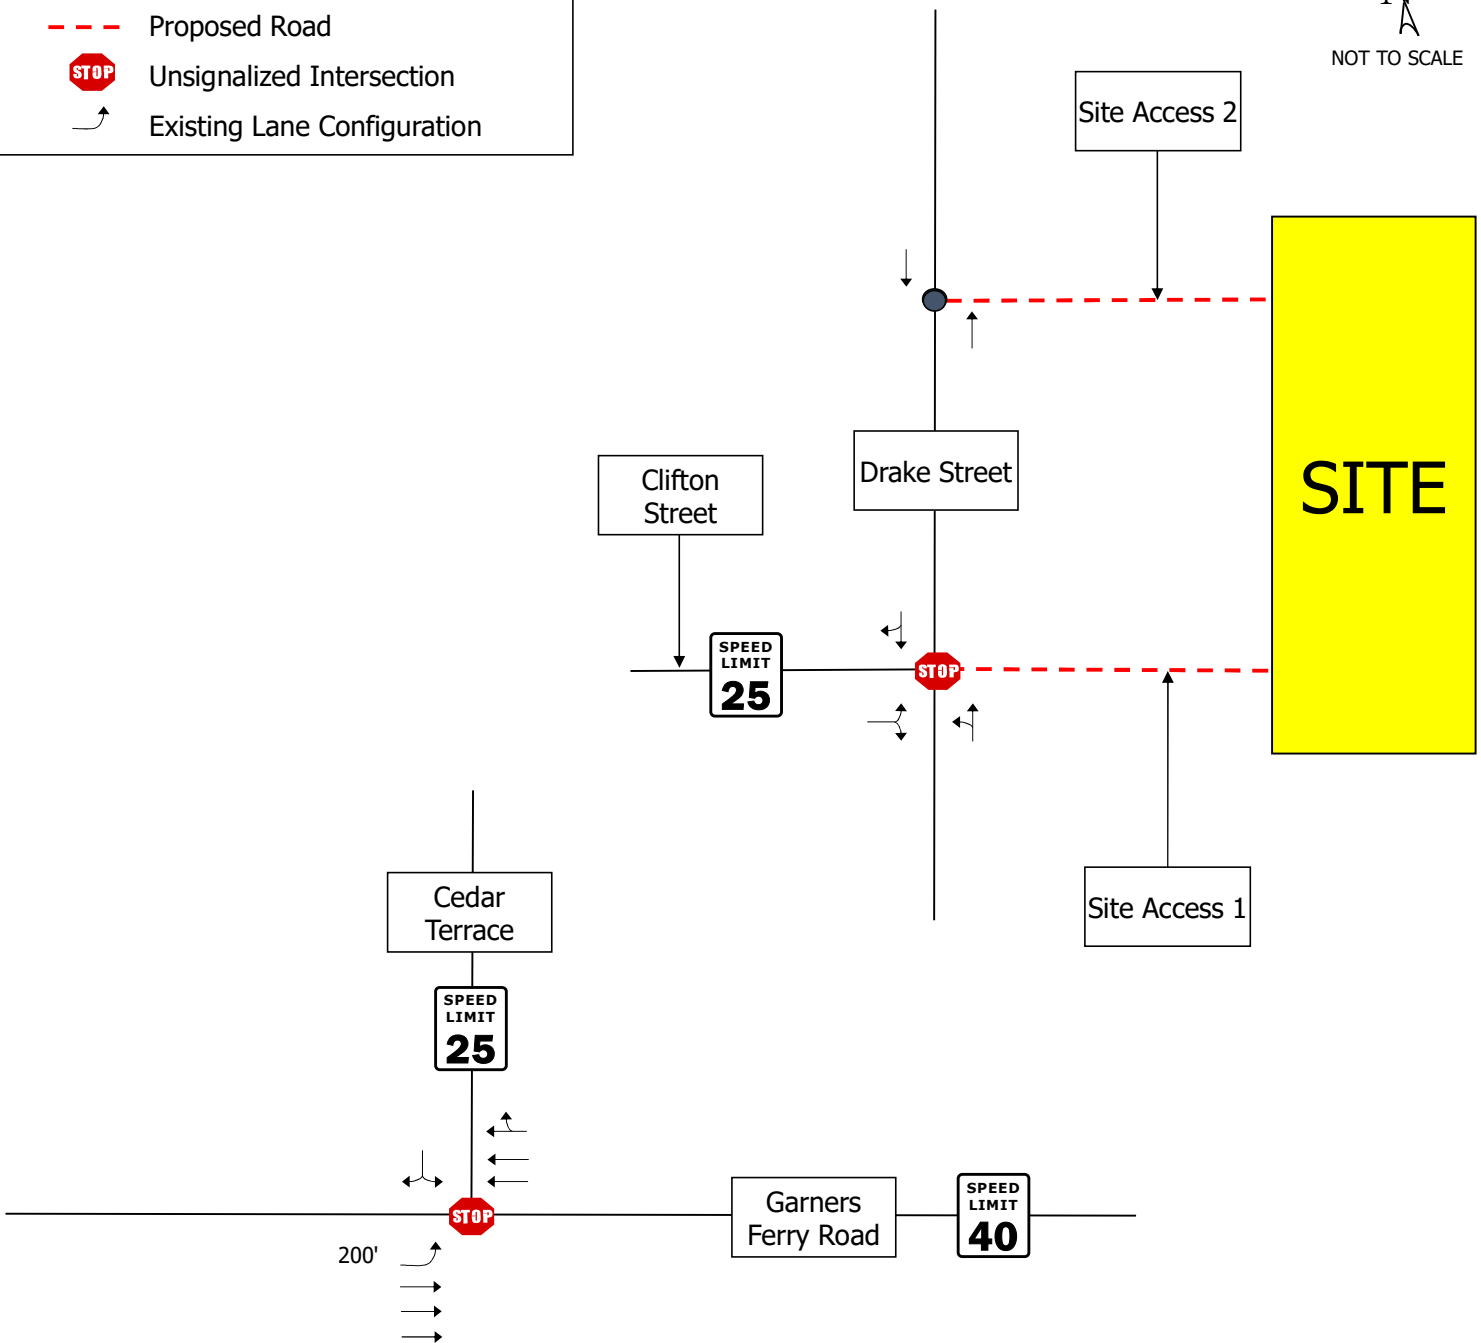 Proposed Road
STOP
Unsignalized Intersection
Existing Lane Configuration
NOT TO SCALE
Site Access 2
SITE
Drake Street
Clifton
Street
SPEED
LIMIT
25
STOP
Site Access 1
Cedar
Terrace
SPEED
LIMIT
25
STOP
Garners
Ferry Road
SPEED
LIMIT
40
200'